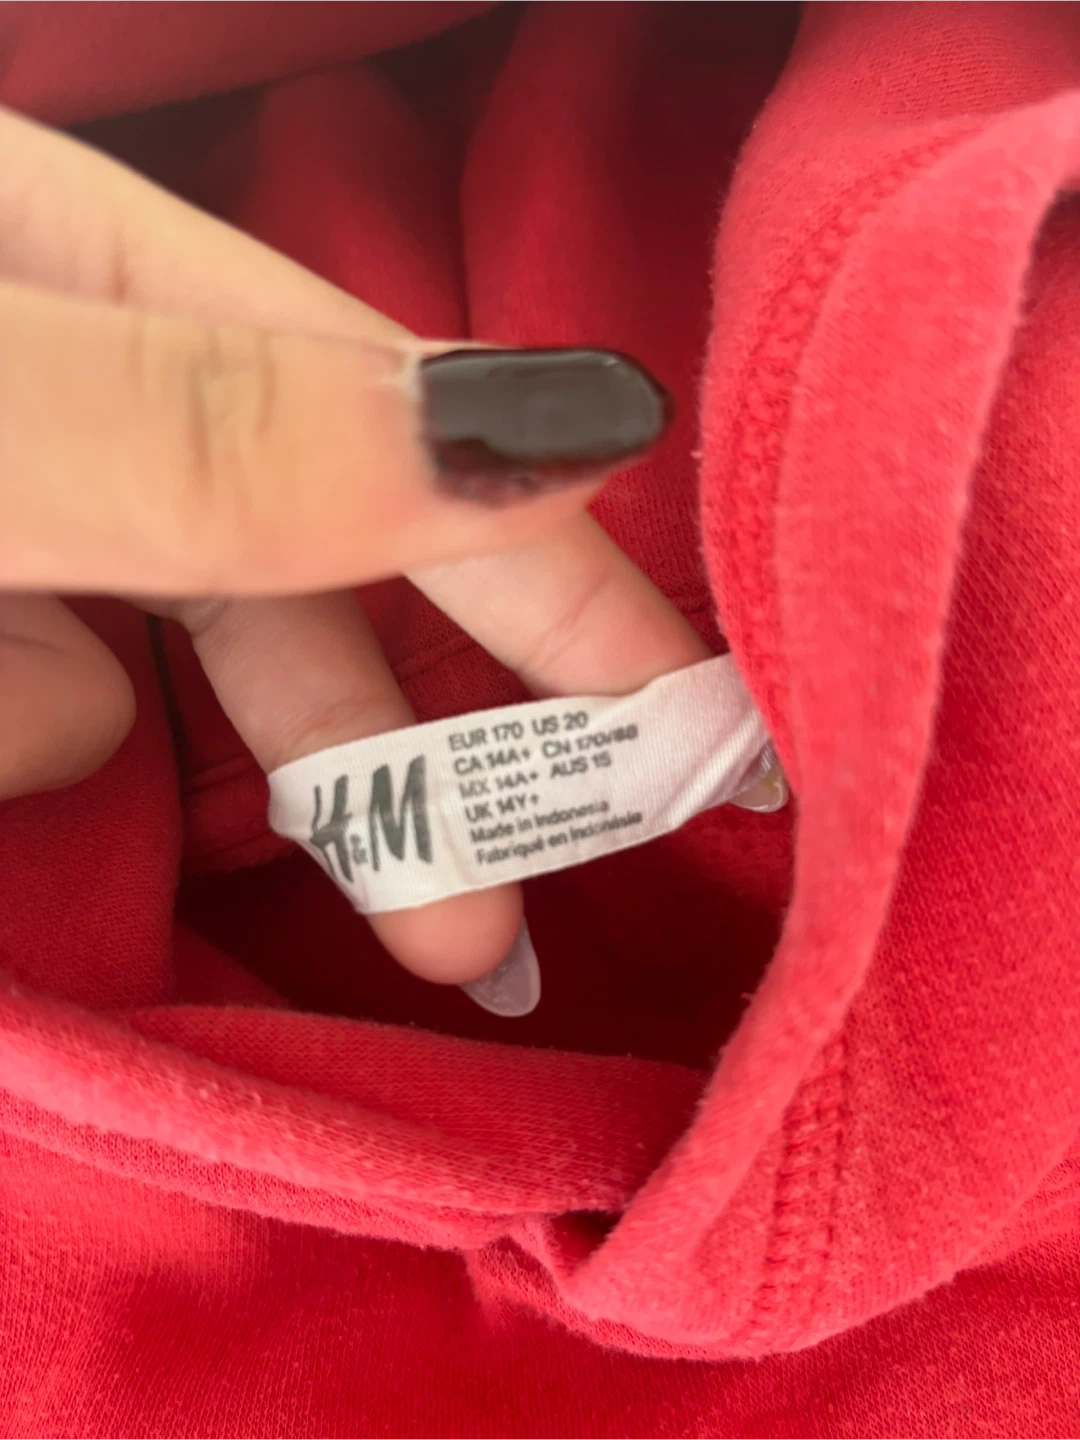 H&M
EUR 170 US 20
CA 14A+ CN 170/88
MX 14A+ AUS 15
UK 14Y+
Made in Indonesia
Fabriqué en Indonésie